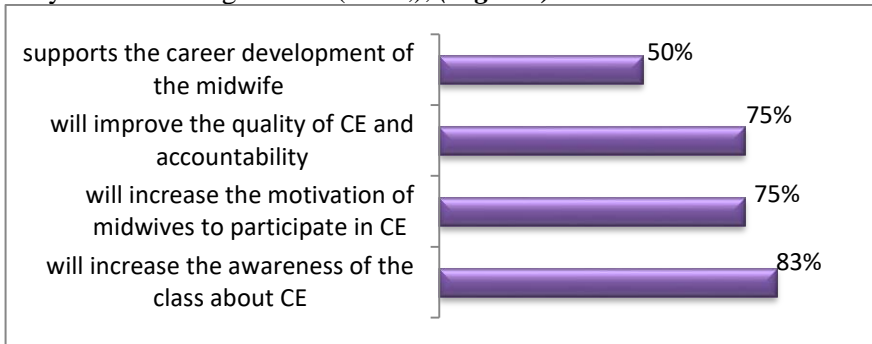 supports the career development of
the midwife
50%
will improve the quality of CE and
accountability
75%
will increase the motivation of
midwives to participate in CE
75%
will increase the awareness of the
class about CE
83%